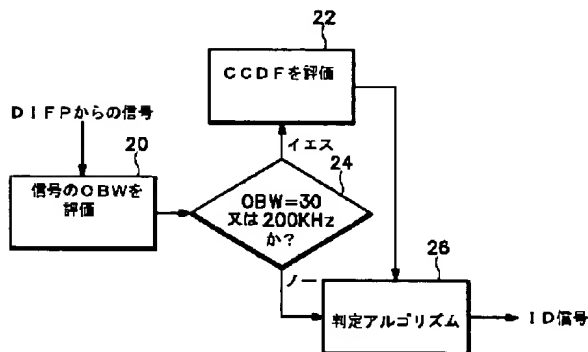 22
CCDFを評価
DIFPからの信号
20
信号のOBWを
評価
イエス
24
OBW=30
又は200KHz
か?
ノー
26
判定アルゴリズム
ID信号